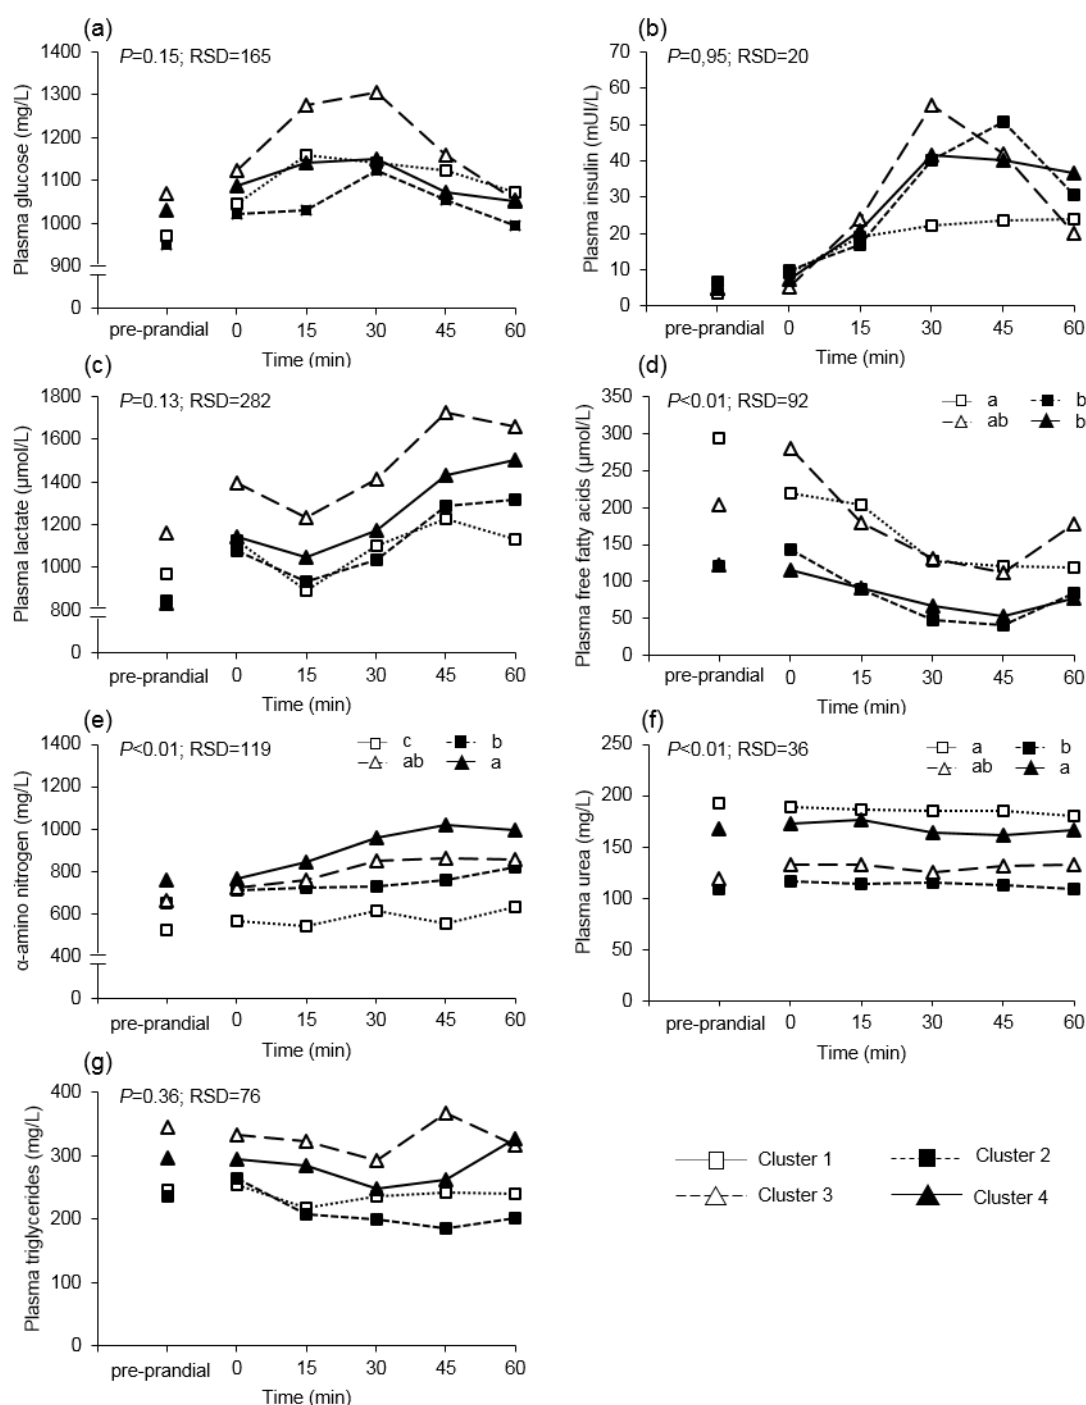 (a)
P=0.15; RSD=165
Plasma glucose (mg/L)
1400
1300
1200
1100
1000
900
0
pre-prandial 0 15 30 45 60
Time (min)
(b)
P=0,95; RSD=20
Plasma insulin (mUI/L)
70
60
50
40
30
20
10
0
pre-prandial 0 15 30 45 60
Time (min)
(c)
P=0.13; RSD=282
Plasma lactate (µmol/L)
1800
1600
1400
1200
1000
800
0
pre-prandial 0 15 30 45 60
Time (min)
(d)
P<0.01; RSD=92
a b
ab b
Plasma free fatty acids (µmol/L)
350
300
250
200
150
100
50
0
pre-prandial 0 15 30 45 60
Time (min)
(e)
P<0.01; RSD=119
c b
ab a
α-amino nitrogen (mg/L)
1400
1200
1000
800
600
400
0
pre-prandial 0 15 30 45 60
Time (min)
(f)
P<0.01; RSD=36
a b
ab a
Plasma urea (mg/L)
250
200
150
100
50
0
pre-prandial 0 15 30 45 60
Time (min)
(g)
P=0.36; RSD=76
Plasma triglycerides (mg/L)
400
300
200
100
0
pre-prandial 0 15 30 45 60
Time (min)
Cluster 1 Cluster 2
Cluster 3 Cluster 4